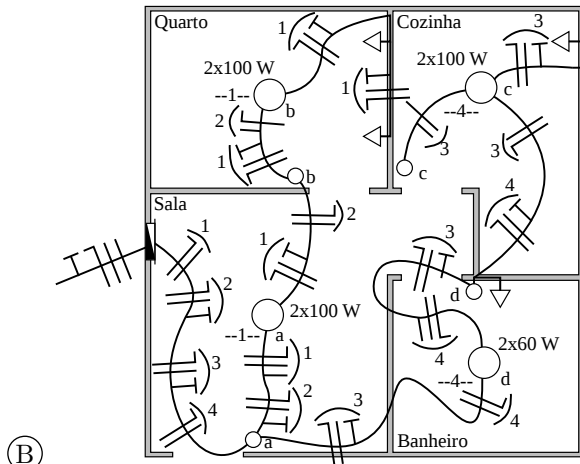 Quarto
Cozinha
1
3
2x100 W
2x100 W
--1--
b
c
1
2
--4--
3
3
1
b
c
Sala
4
1
2
3
1
2
d
2x100 W
--1--
a
2x60 W
1
4
3
--4--
d
2
4
3
4
a
Banheiro
B